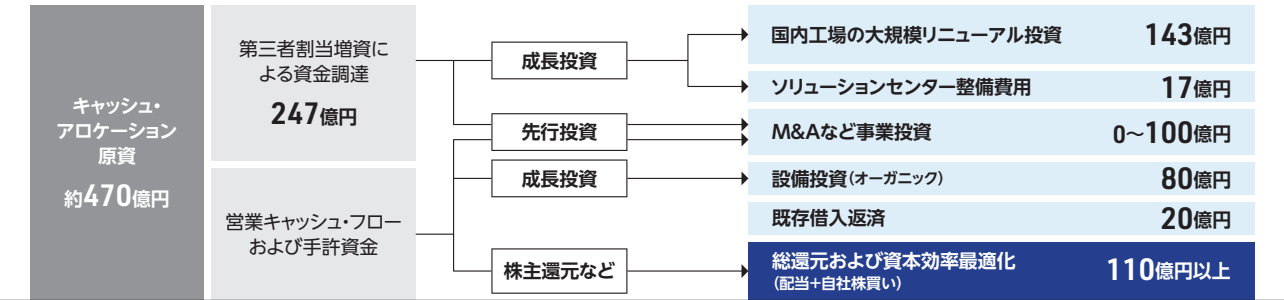 キャッシュ・
アロケーション
原資
約470億円
第三者割当増資に
よる資金調達
247億円
営業キャッシュ・フロー
および手許資金
成長投資
先行投資
成長投資
株主還元など
国内工場の大規模リニューアル投資 143億円
ソリューションセンター整備費用 17億円
M&Aなど事業投資 0〜100億円
設備投資(オーガニック) 80億円
既存借入返済 20億円
総還元および資本効率最適化 110億円以上
(配当+自社株買い)